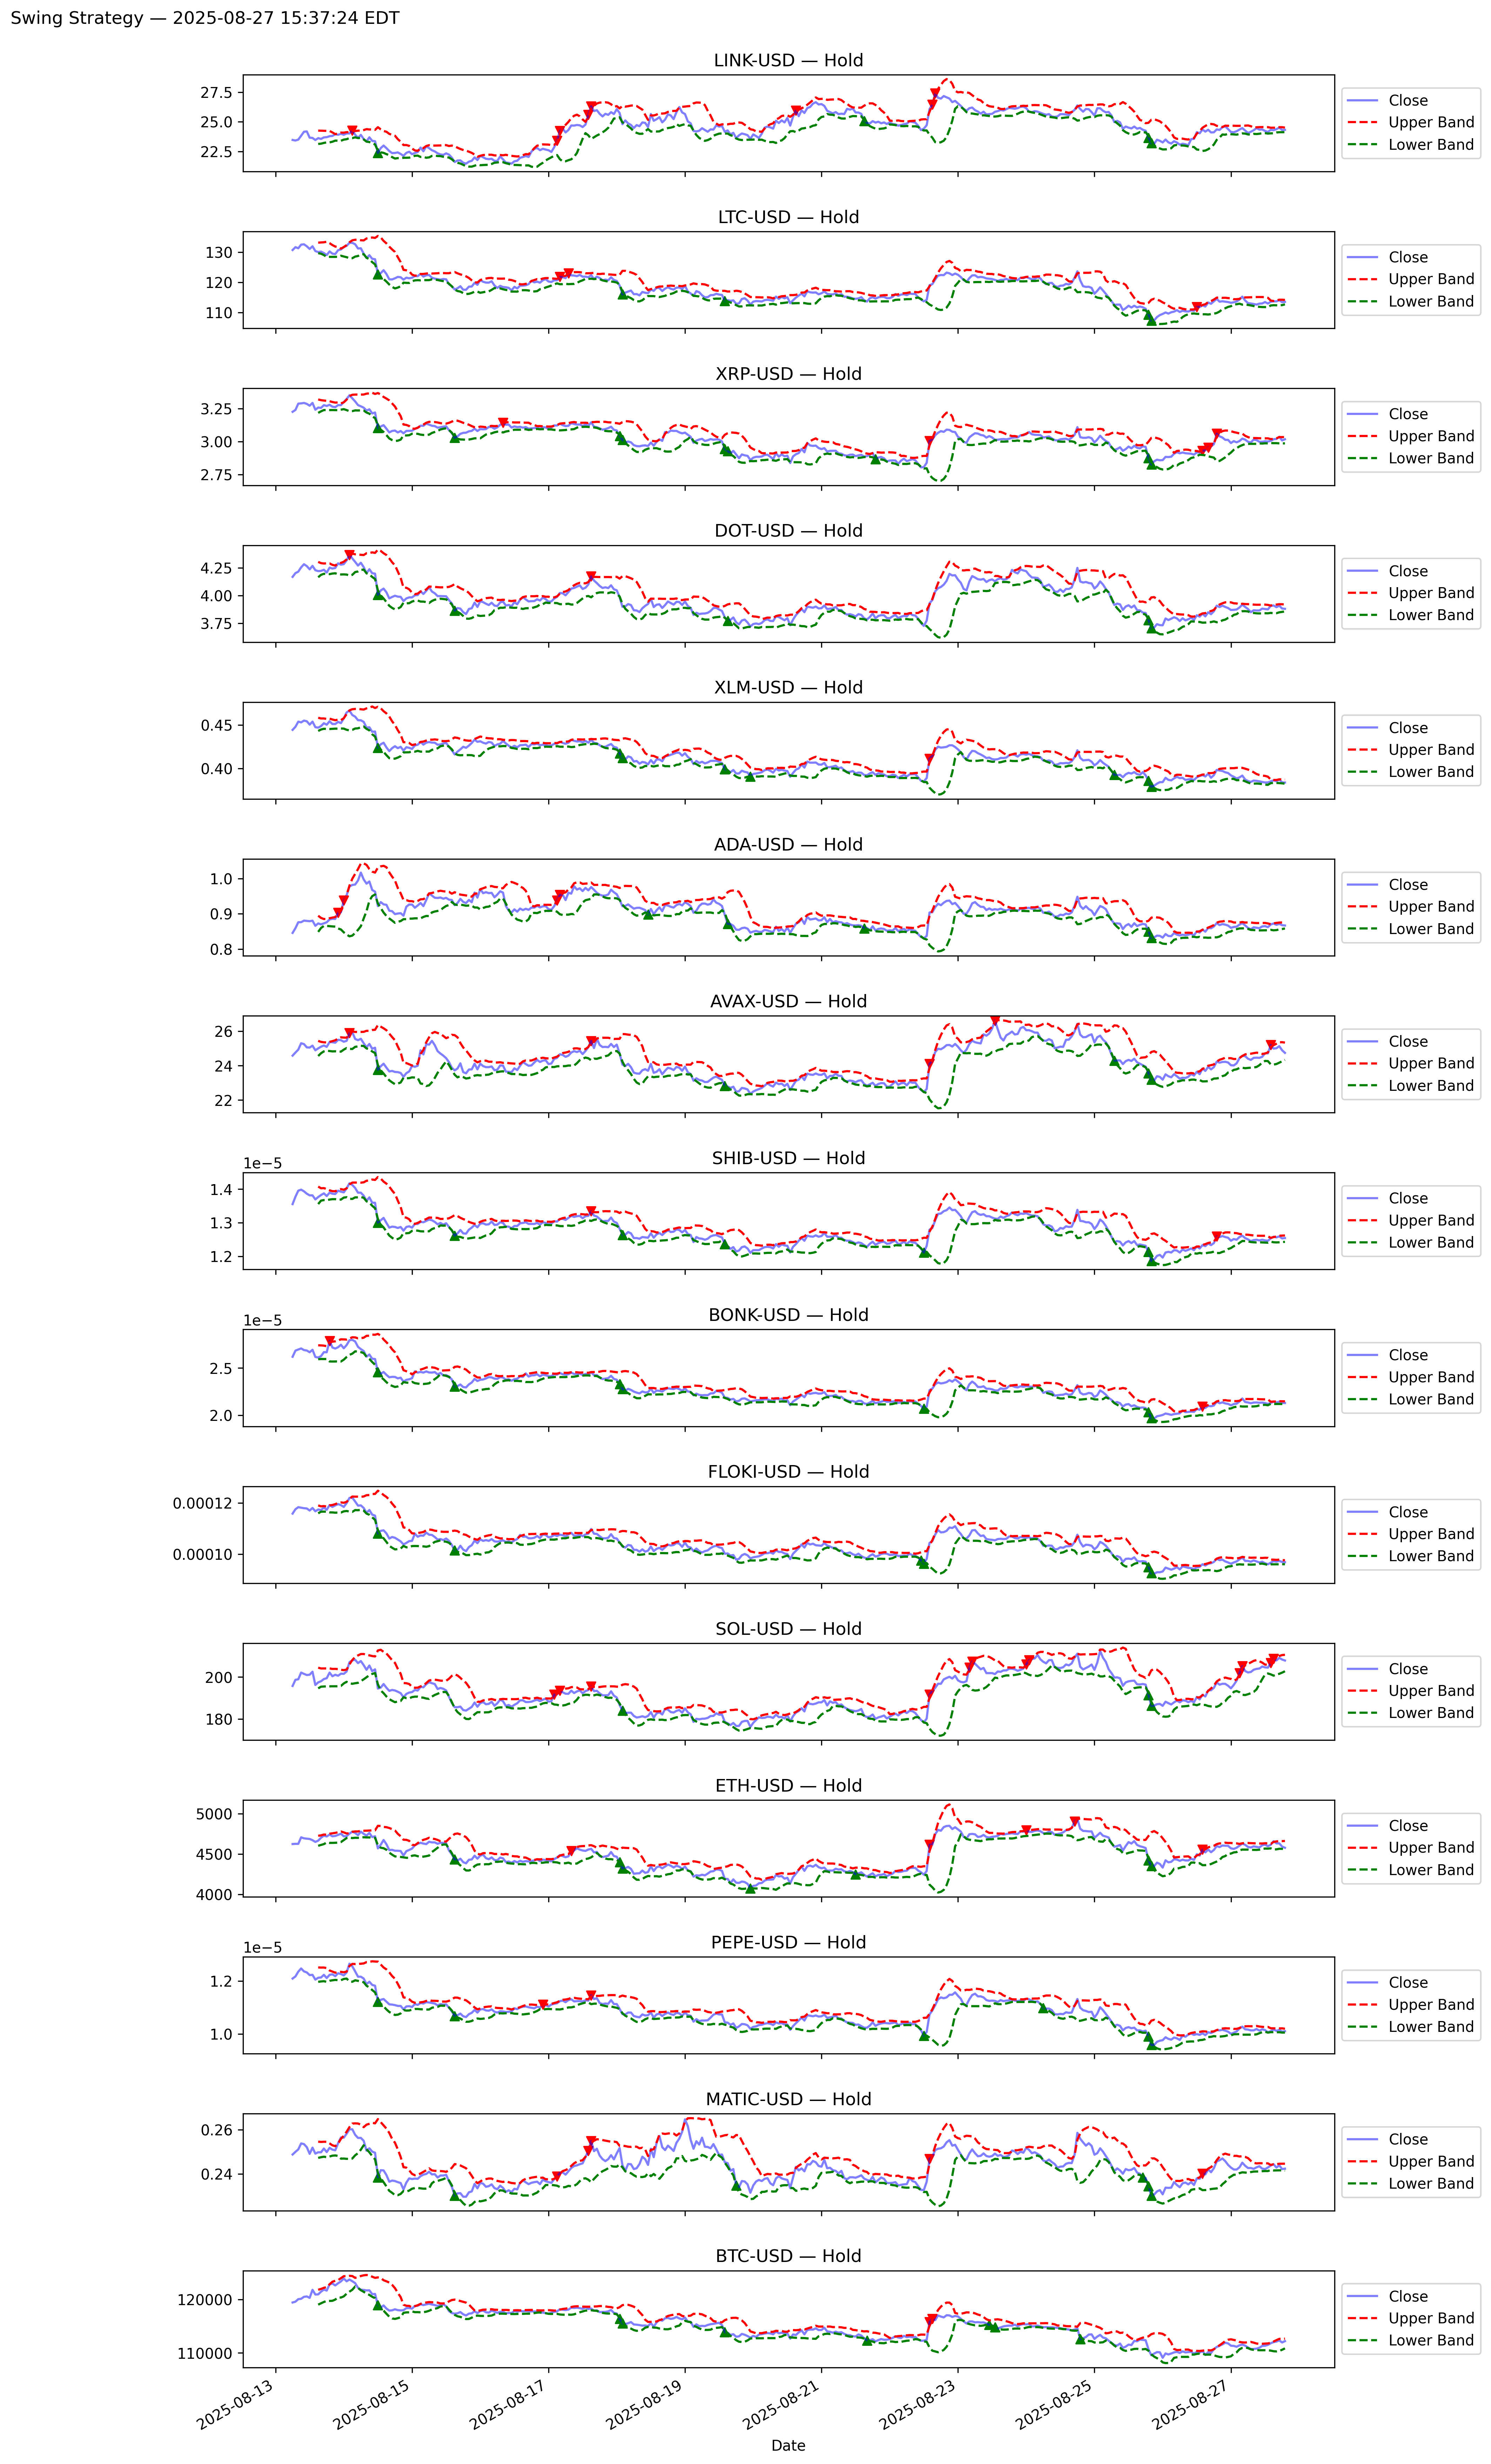 Swing Strategy — 2025-08-27 15:37:24 EDT
LINK-USD — Hold
27.5
25.0
22.5
Close
Upper Band
Lower Band
LTC-USD — Hold
130
120
110
Close
Upper Band
Lower Band
XRP-USD — Hold
3.25
3.00
2.75
Close
Upper Band
Lower Band
DOT-USD — Hold
4.25
4.00
3.75
Close
Upper Band
Lower Band
XLM-USD — Hold
0.45
0.40
Close
Upper Band
Lower Band
ADA-USD — Hold
1.0
0.9
0.8
Close
Upper Band
Lower Band
AVAX-USD — Hold
26
24
22
Close
Upper Band
Lower Band
SHIB-USD — Hold
1e−5
1.4
1.3
1.2
Close
Upper Band
Lower Band
BONK-USD — Hold
1e−5
2.5
2.0
Close
Upper Band
Lower Band
FLOKI-USD — Hold
0.00012
0.00010
Close
Upper Band
Lower Band
SOL-USD — Hold
200
180
Close
Upper Band
Lower Band
ETH-USD — Hold
5000
4500
4000
Close
Upper Band
Lower Band
PEPE-USD — Hold
1e−5
1.2
1.0
Close
Upper Band
Lower Band
MATIC-USD — Hold
0.26
0.24
Close
Upper Band
Lower Band
BTC-USD — Hold
120000
110000
Close
Upper Band
Lower Band
2025-08-13
2025-08-15
2025-08-17
2025-08-19
2025-08-21
2025-08-23
2025-08-25
2025-08-27
Date